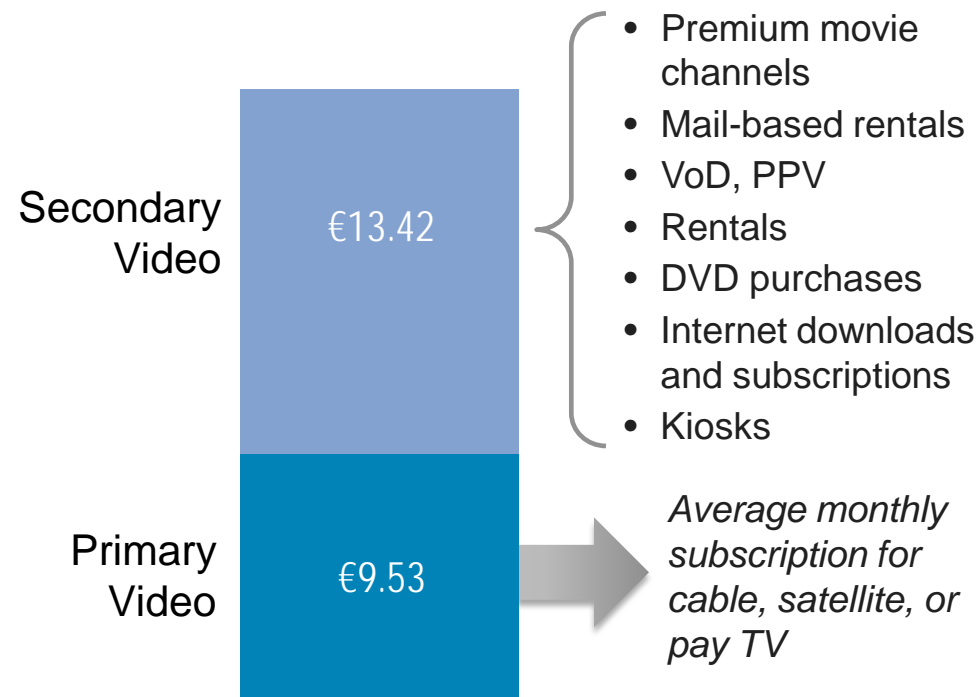 Secondary
Video
€13.42
• Premium movie
channels
• Mail-based rentals
• VoD, PPV
• Rentals
• DVD purchases
• Internet downloads
and subscriptions
• Kiosks
Primary
Video
€9.53
Average monthly
subscription for
cable, satellite, or
pay TV